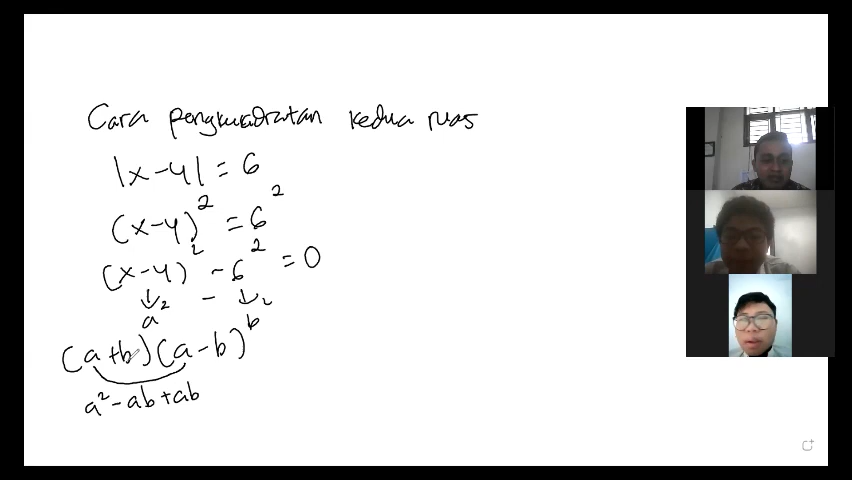 Cara pengkuadratan kedua ruas
|x-4| = 6
(x-4)² = 6²
(x-4)² - 6² = 0
↓ - ↓
a² b²
(a+b)(a-b)
a² - ab + ab